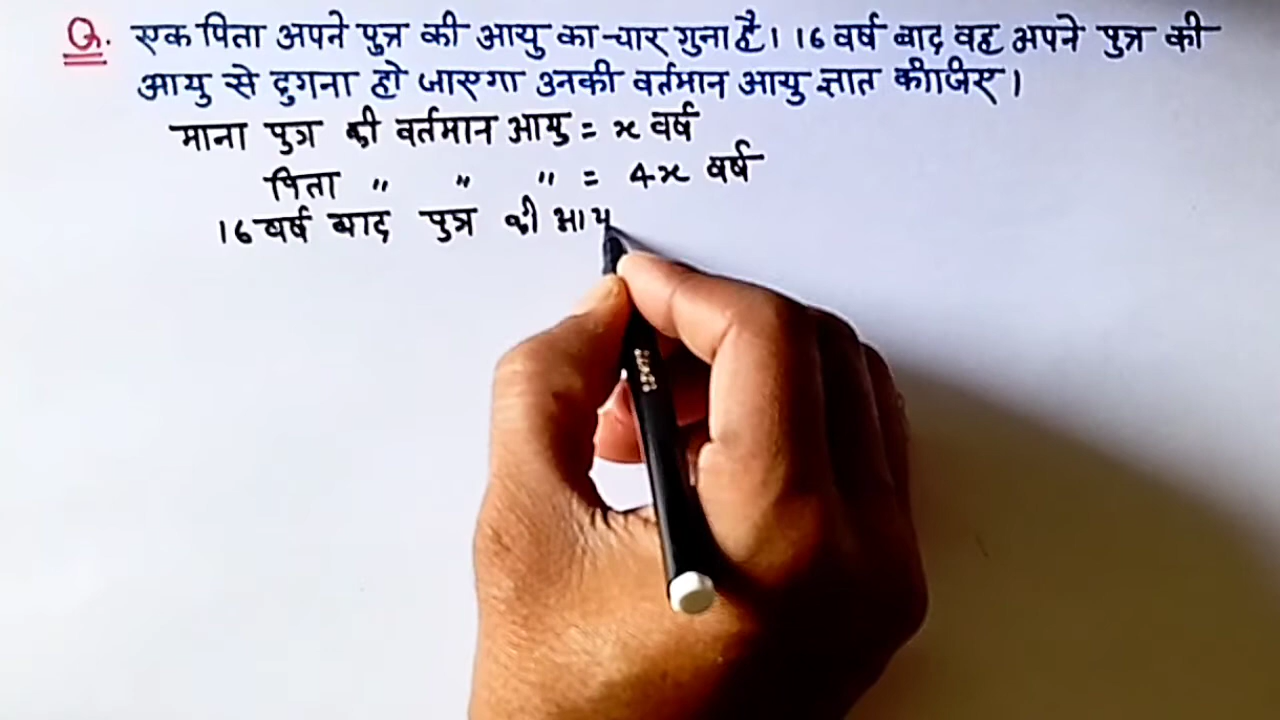 Q. एक पिता अपने पुत्र की आयु का चार गुना है। 16 वर्ष बाद वह अपने पुत्र की
आयु से दुगना हो जाएगा उनकी वर्तमान आयु ज्ञात कीजिए।
माना पुत्र की वर्तमान आयु = x वर्ष
पिता " " " = 4x वर्ष
16 वर्ष बाद पुत्र की आय